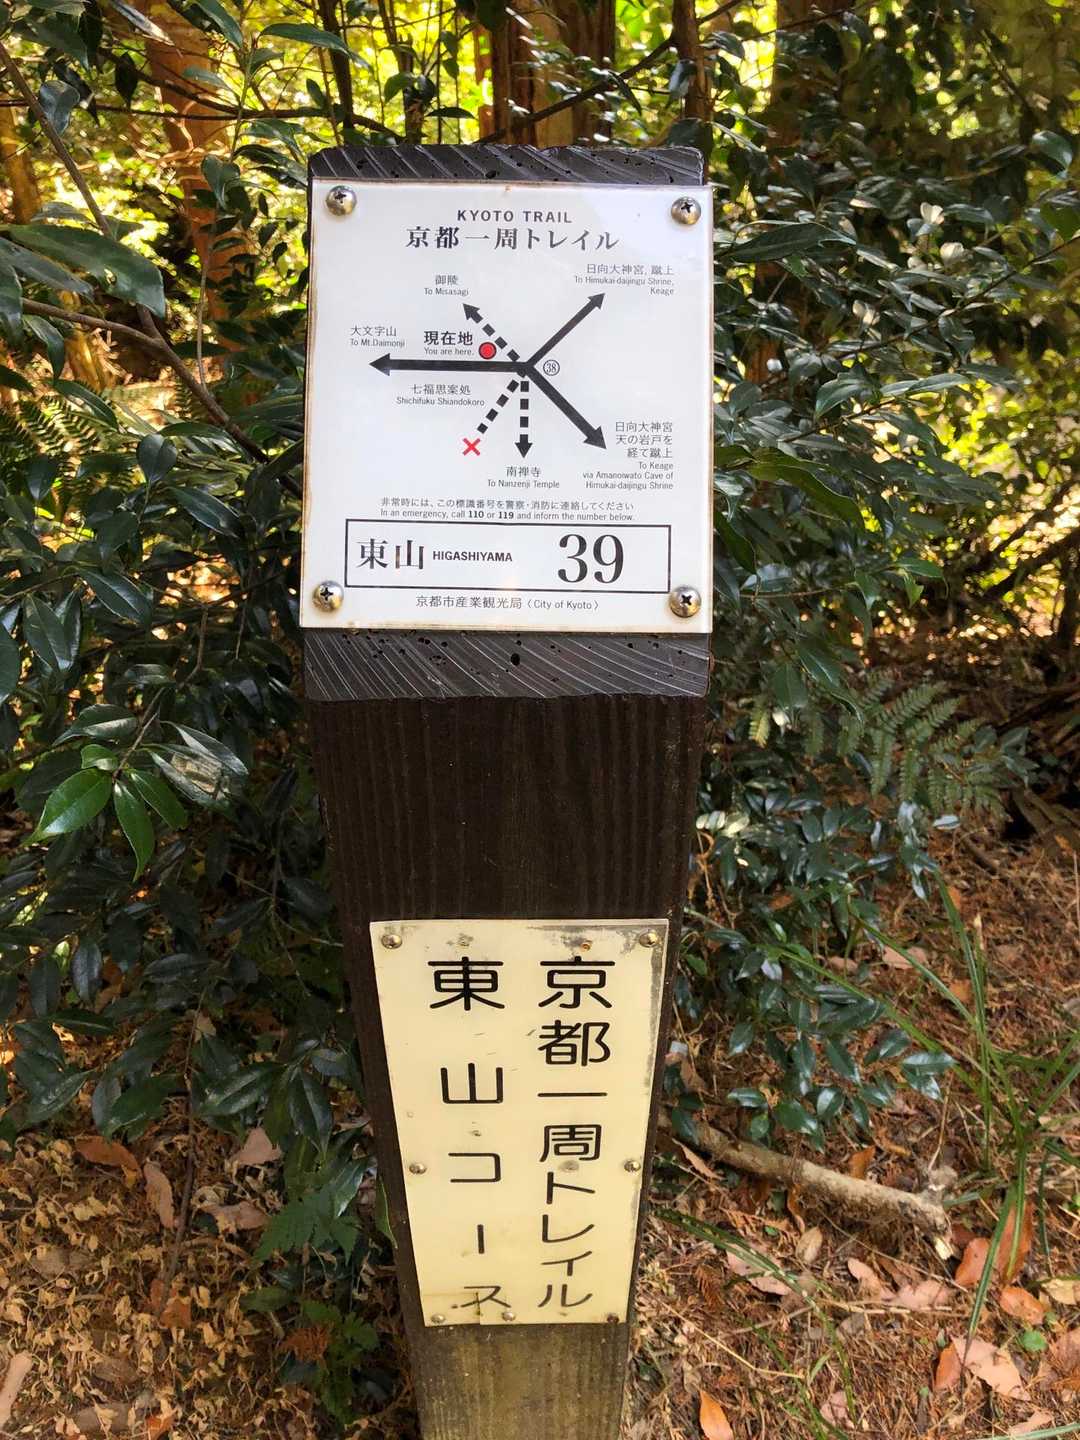 KYOTO TRAIL
京都一周トレイル
御陵
To Misasagi
日向大神宮, 蹴上
To Himukai-daijingu Shrine,
Keage
大文字山
To Mt.Daimonji
現在地
You are here.
38
七福思案処
Shichifuku Shiandokoro
日向大神宮
天の岩戸を
経て蹴上
To Keage
via Amanoiwato Cave of
Himukai-daijingu Shrine
南禅寺
To Nanzenji Temple
非常時には、この標識番号を警察・消防に連絡してください
In an emergency, call 110 or 119 and inform the number below.
東山 HIGASHIYAMA 39
京都市産業観光局〈City of Kyoto〉
京都一周トレイル
東山コース